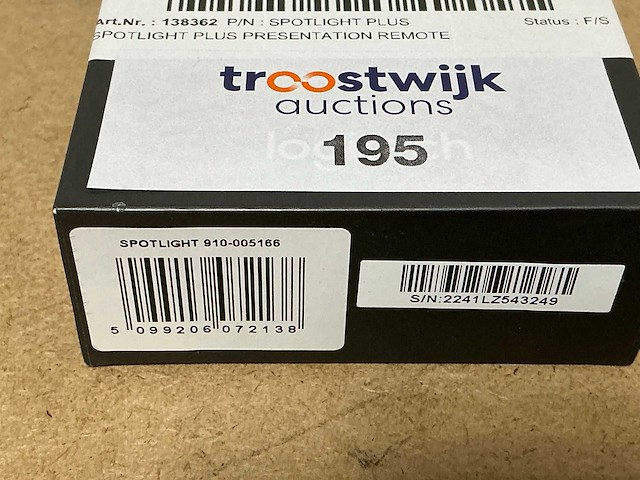 Art.Nr. : 138362 P/N : SPOTLIGHT PLUS Status : F/S
SPOTLIGHT PLUS PRESENTATION REMOTE
troostwijk
auctions
195
SPOTLIGHT 910-005166
5 099206 072138
S/N:2241LZ543249